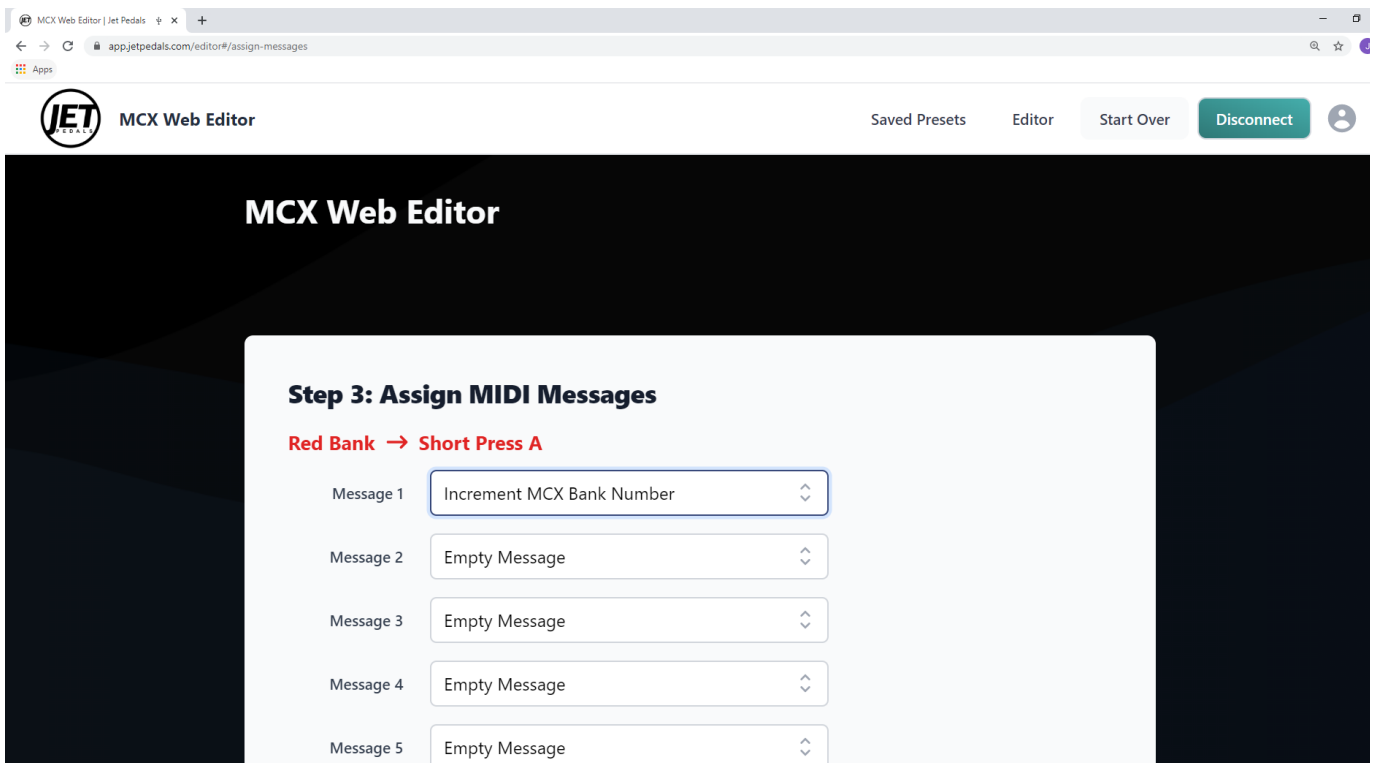 JET MCX Web Editor | Jet Pedals
app.jetpedals.com/editor#/assign-messages
Apps
JET
PEDALS
MCX Web Editor
Saved Presets
Editor
Start Over
Disconnect
MCX Web Editor
Step 3: Assign MIDI Messages
Red Bank → Short Press A
Message 1 Increment MCX Bank Number
Message 2 Empty Message
Message 3 Empty Message
Message 4 Empty Message
Message 5 Empty Message